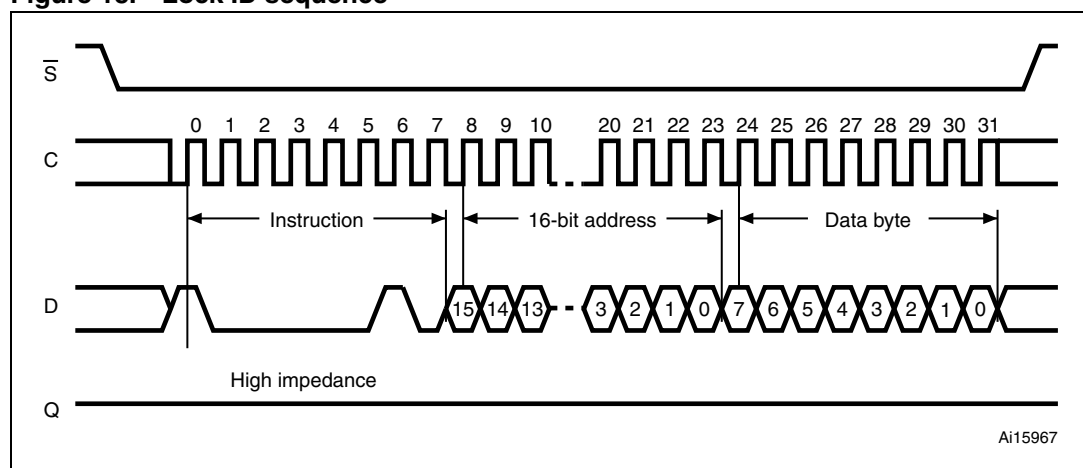 Figure 18. Lock ID sequence
S
0 1 2 3 4 5 6 7 8 9 10 20 21 22 23 24 25 26 27 28 29 30 31
C
Instruction 16-bit address Data byte
D
15 14 13 3 2 1 0 7 6 5 4 3 2 1 0
High impedance
Q
Ai15967